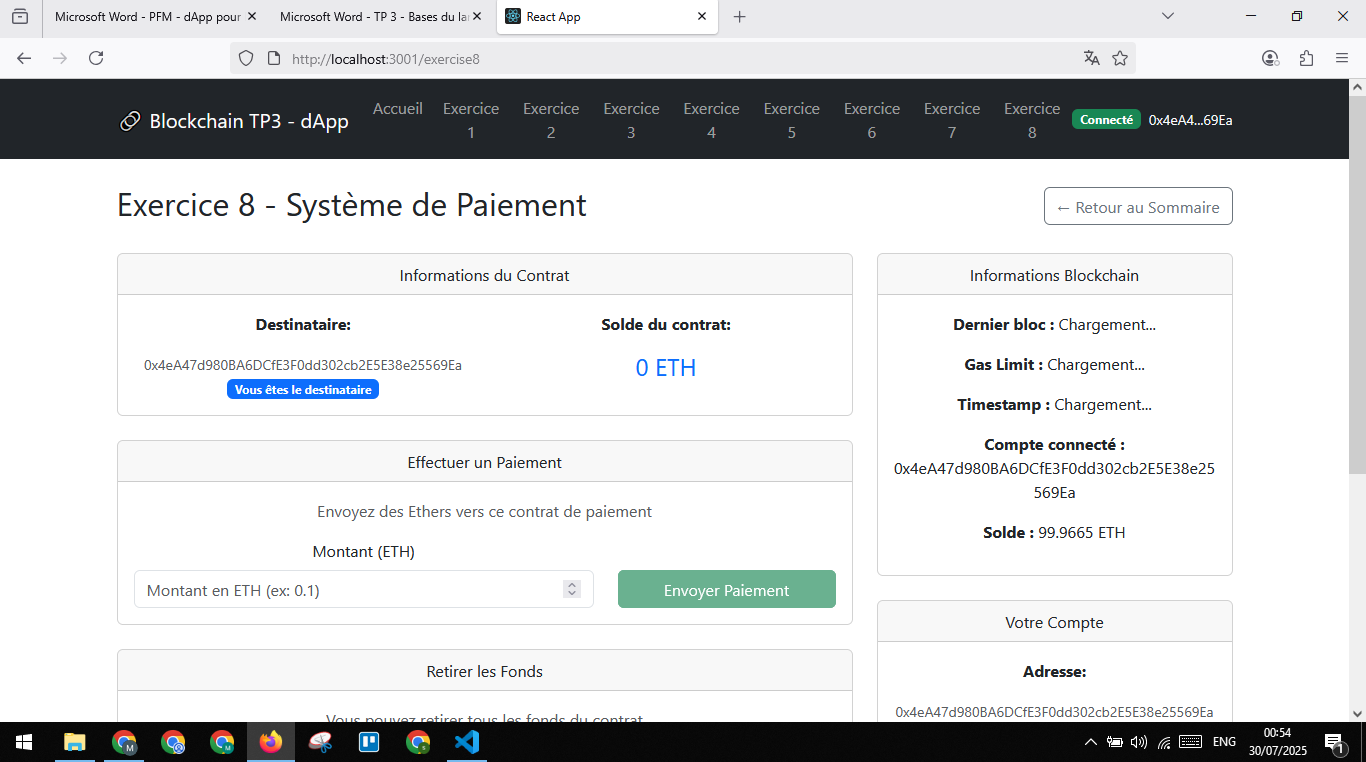 Microsoft Word - PFM - dApp pour
Microsoft Word - TP 3 - Bases du la
React App
http://localhost:3001/exercise8
Blockchain TP3 - dApp
Accueil
Exercice 1
Exercice 2
Exercice 3
Exercice 4
Exercice 5
Exercice 6
Exercice 7
Exercice 8
Connecté
0x4eA4...69Ea
Exercice 8 - Système de Paiement
← Retour au Sommaire
Informations du Contrat
Destinataire:
0x4eA47d980BA6DCfE3F0dd302cb2E5E38e25569Ea
Vous êtes le destinataire
Solde du contrat:
0 ETH
Effectuer un Paiement
Envoyez des Ethers vers ce contrat de paiement
Montant (ETH)
Montant en ETH (ex: 0.1)
Envoyer Paiement
Retirer les Fonds
Vous pouvez retirer tous les fonds du contrat
Informations Blockchain
Dernier bloc : Chargement...
Gas Limit : Chargement...
Timestamp : Chargement...
Compte connecté :
0x4eA47d980BA6DCfE3F0dd302cb2E5E38e25
569Ea
Solde : 99.9665 ETH
Votre Compte
Adresse:
0x4eA47d980BA6DCfE3F0dd302cb2E5E38e25569Ea
ENG
00:54
30/07/2025
1